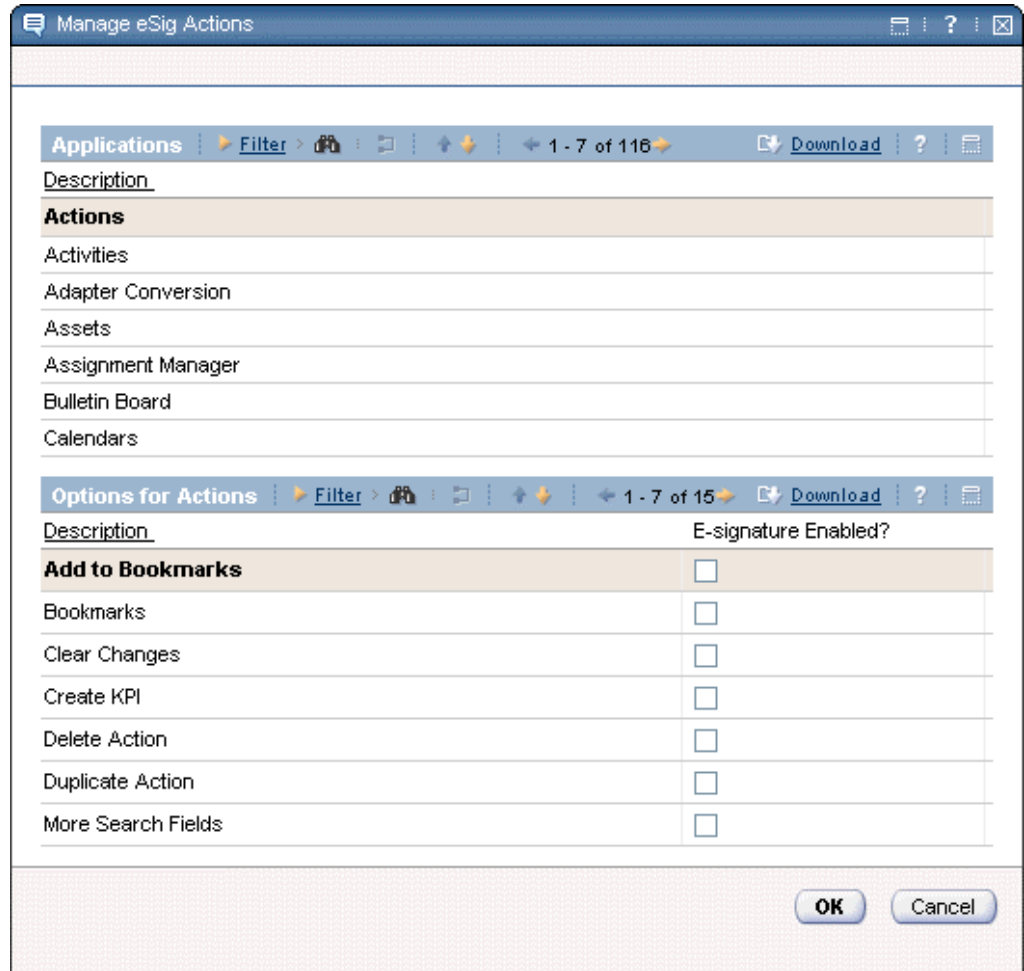 Manage eSig Actions ?
Applications Filter > 1 - 7 of 116 Download ?
Description
Actions
Activities
Adapter Conversion
Assets
Assignment Manager
Bulletin Board
Calendars
Options for Actions Filter > 1 - 7 of 15 Download ?
Description E-signature Enabled?
Add to Bookmarks
Bookmarks
Clear Changes
Create KPI
Delete Action
Duplicate Action
More Search Fields
OK Cancel